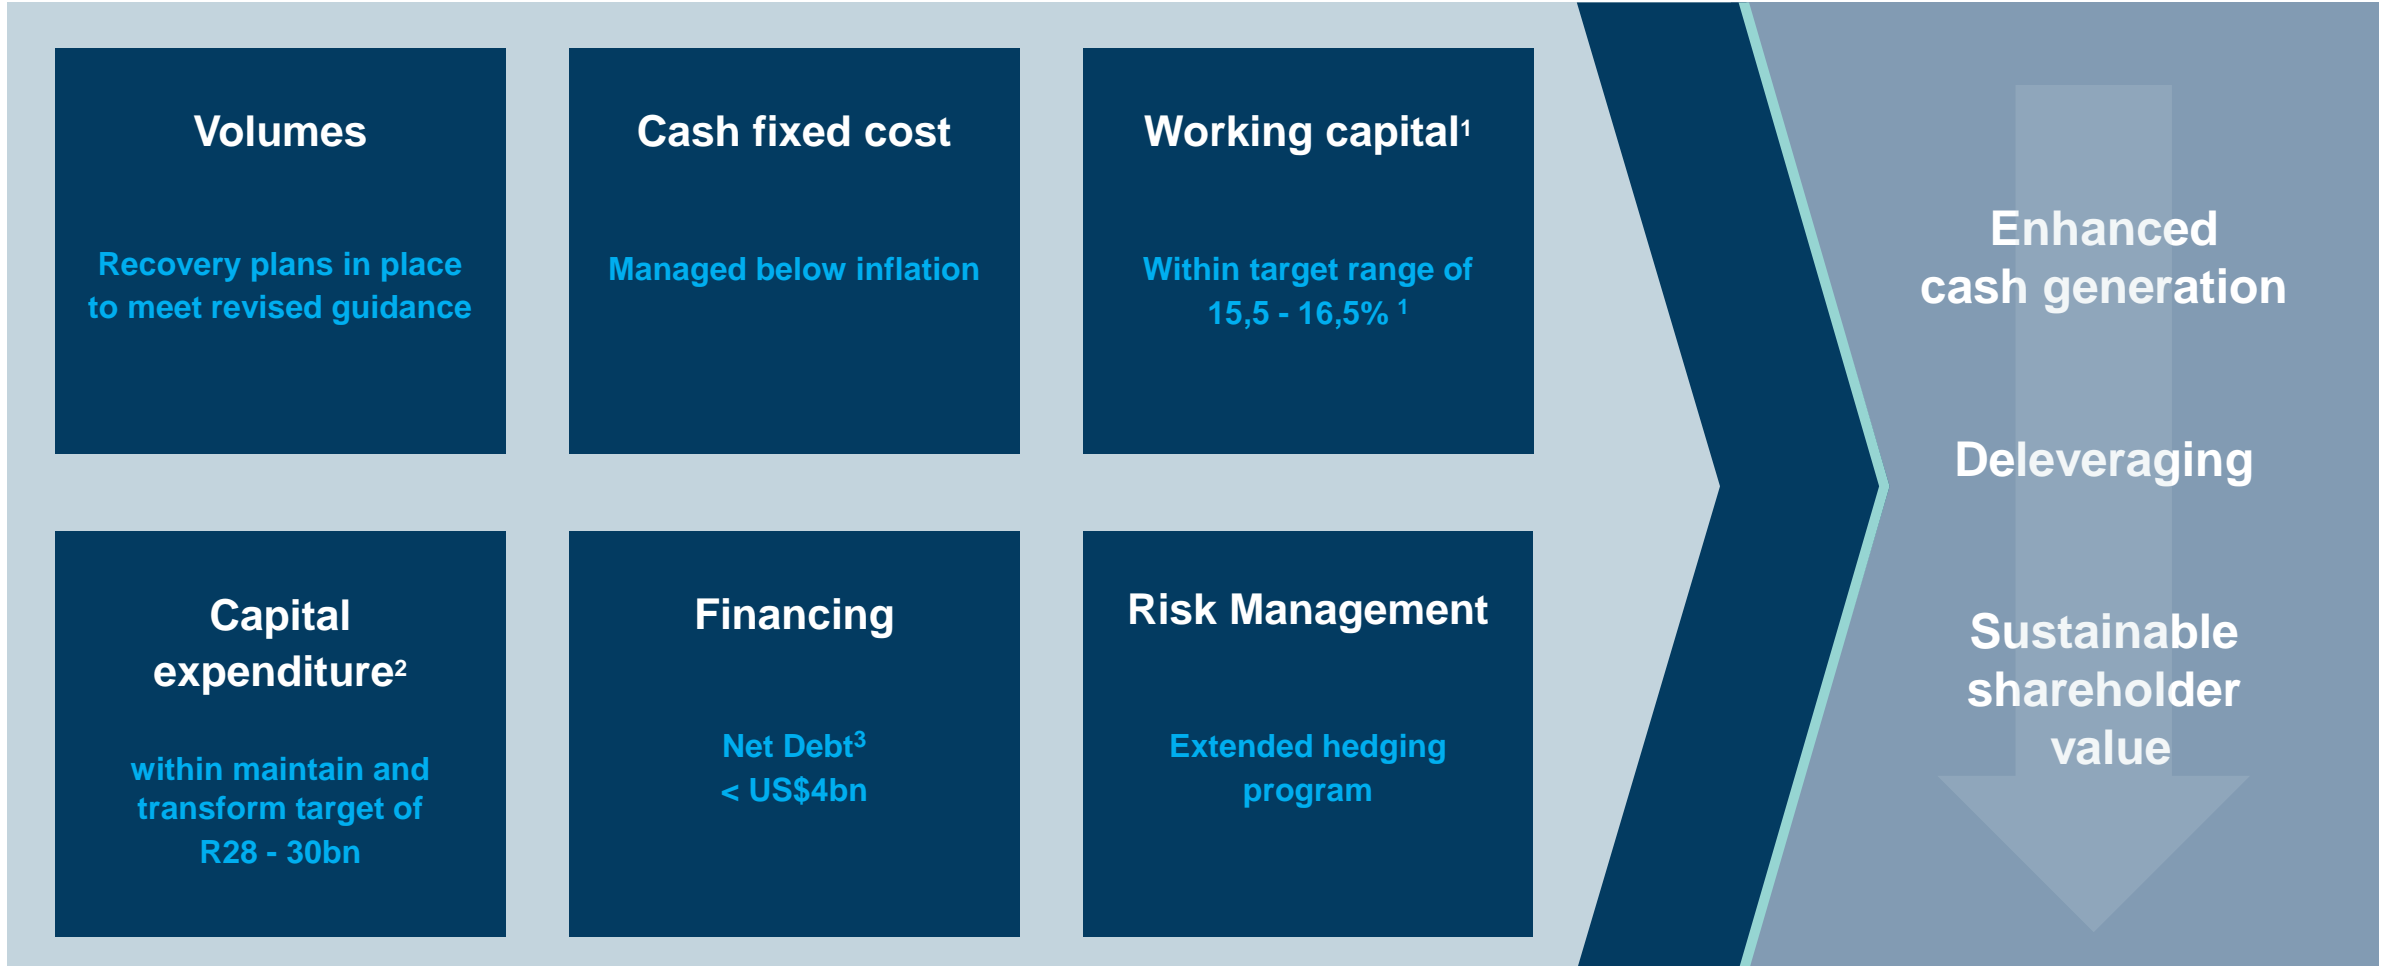 Volumes
Recovery plans in place
to meet revised guidance
Cash fixed cost
Managed below inflation
Working capital¹
Within target range of
15,5 - 16,5% ¹
Capital
expenditure²
within maintain and
transform target of
R28 - 30bn
Financing
Net Debt³
< US$4bn
Risk Management
Extended hedging
program
Enhanced
cash generation
Deleveraging
Sustainable
shareholder
value